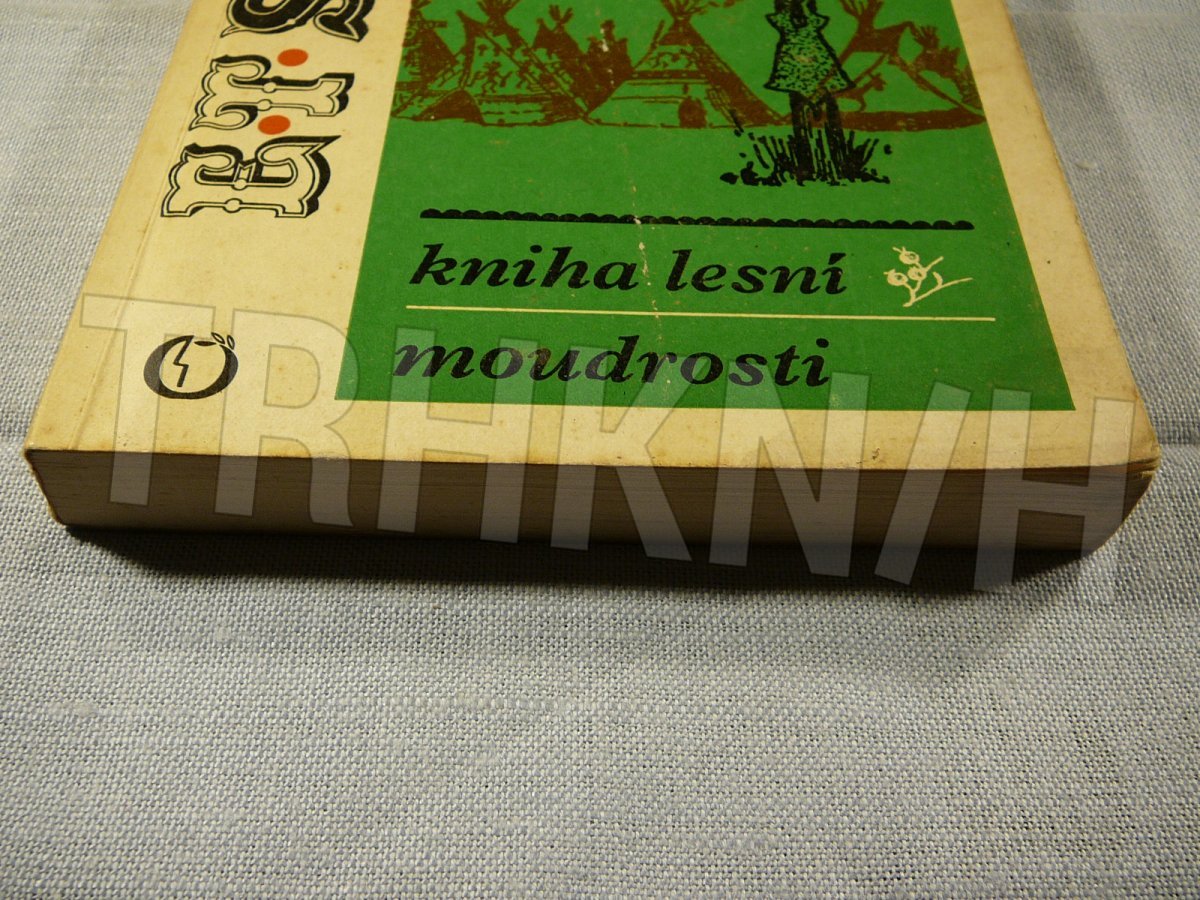 E·T·S
kniha lesní
moudrosti
TRHKNIH